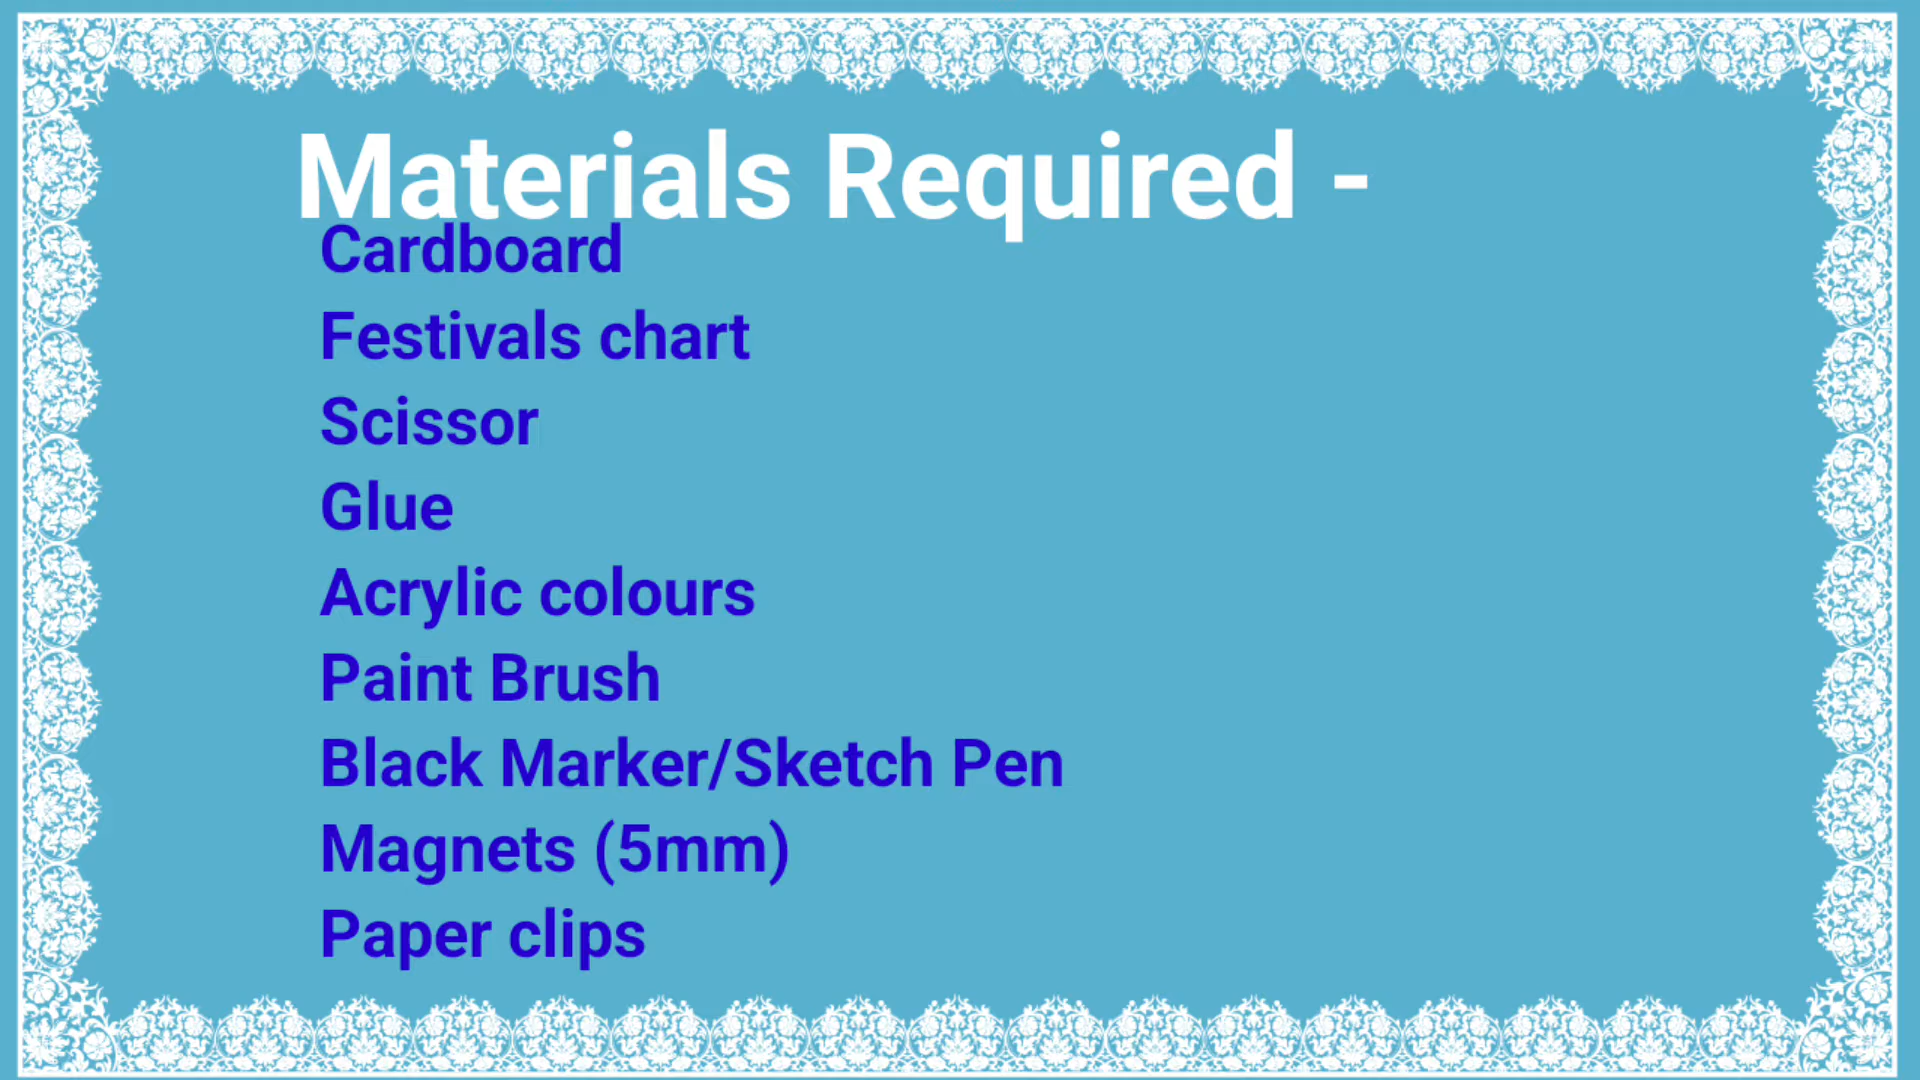 Materials Required -
Cardboard
Festivals chart
Scissor
Glue
Acrylic colours
Paint Brush
Black Marker/Sketch Pen
Magnets (5mm)
Paper clips